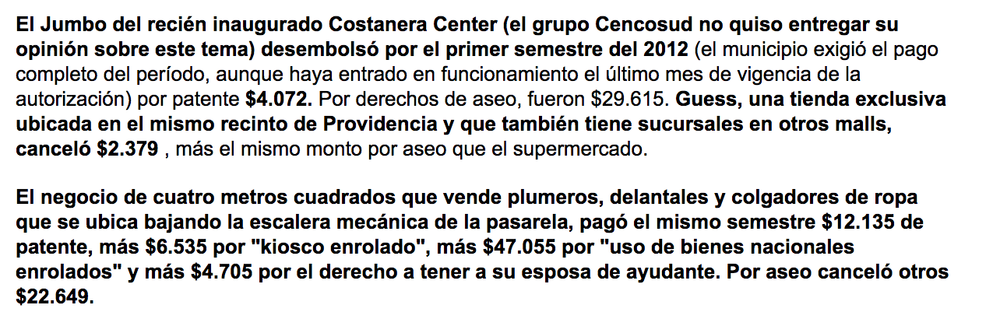 El Jumbo del recién inaugurado Costanera Center (el grupo Cencosud no quiso entregar su
opinión sobre este tema) desembolsó por el primer semestre del 2012 (el municipio exigió el pago
completo del período, aunque haya entrado en funcionamiento el último mes de vigencia de la
autorización) por patente $4.072. Por derechos de aseo, fueron $29.615. Guess, una tienda exclusiva
ubicada en el mismo recinto de Providencia y que también tiene sucursales en otros malls,
canceló $2.379 , más el mismo monto por aseo que el supermercado.
El negocio de cuatro metros cuadrados que vende plumeros, delantales y colgadores de ropa
que se ubica bajando la escalera mecánica de la pasarela, pagó el mismo semestre $12.135 de
patente, más $6.535 por "kiosco enrolado", más $47.055 por "uso de bienes nacionales
enrolados" y más $4.705 por el derecho a tener a su esposa de ayudante. Por aseo canceló otros
$22.649.